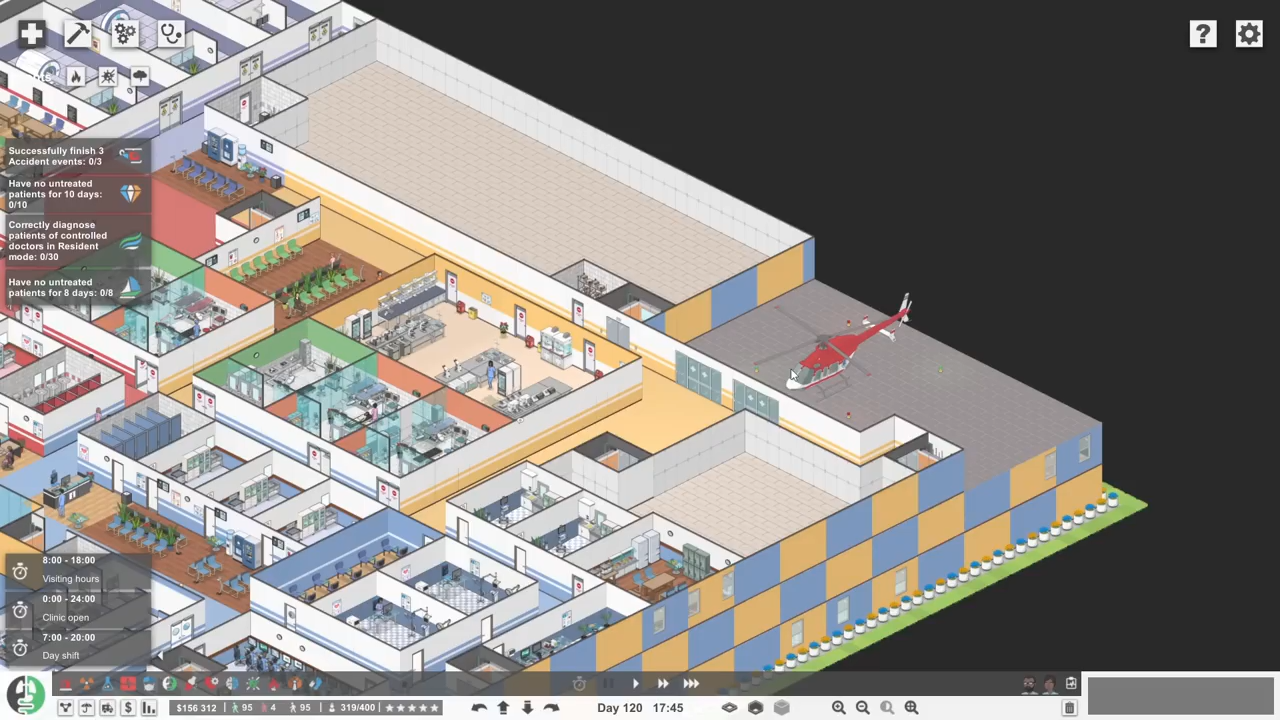 Successfully finish 3
Accident events: 0/3
Have no untreated
patients for 10 days:
0/10
Correctly diagnose
patients of controlled
doctors in Resident
mode: 0/30
Have no untreated
patients for 8 days: 0/8
8:00 - 18:00
Visiting hours
0:00 - 24:00
Clinic open
7:00 - 20:00
Day shift
$156 312 95 4 95 319/400
Day 120 17:45